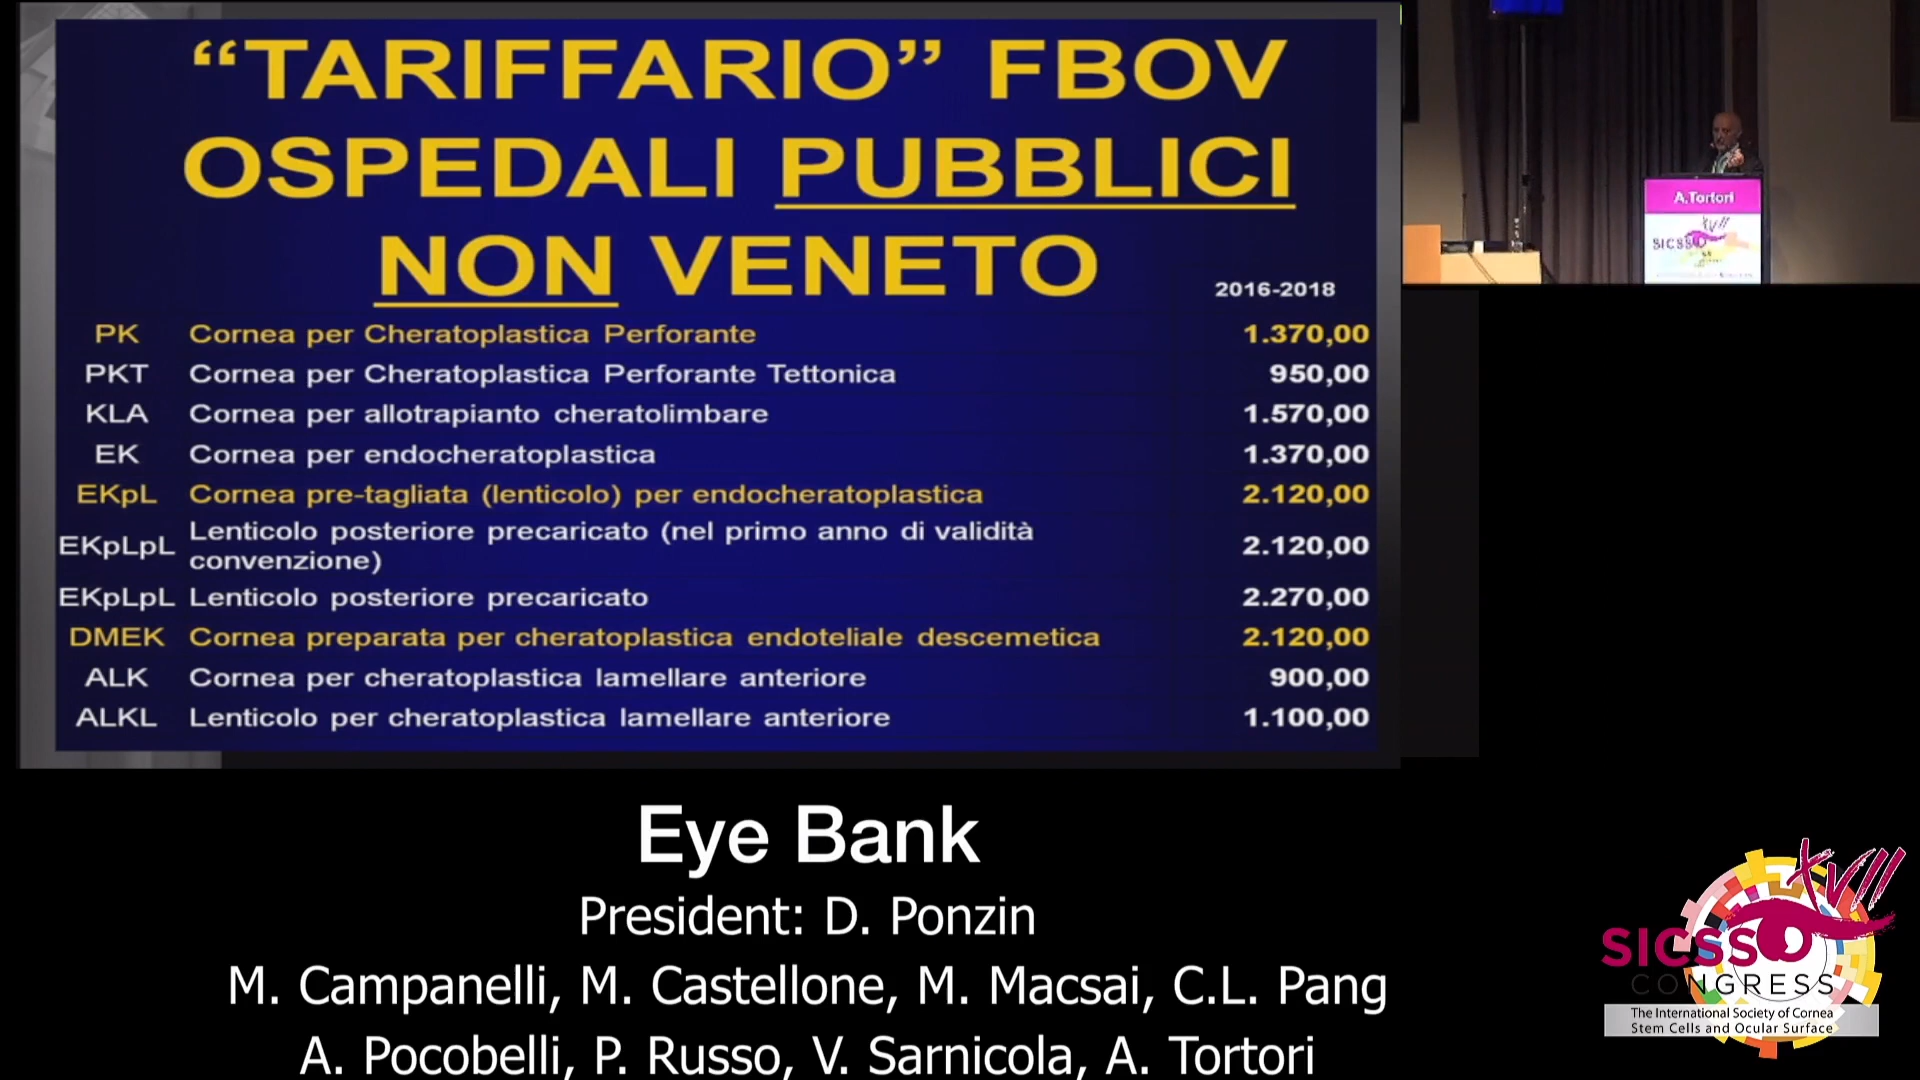 “TARIFFARIO” FBOV
OSPEDALI PUBBLICI
NON VENETO
2016-2018
PK Cornea per Cheratoplastica Perforante 1.370,00
PKT Cornea per Cheratoplastica Perforante Tettonica 950,00
KLA Cornea per allotrapianto cheratolimbare 1.570,00
EK Cornea per endocheratoplastica 1.370,00
EKpL Cornea pre-tagliata (lenticolo) per endocheratoplastica 2.120,00
EKpLpL Lenticolo posteriore precaricato (nel primo anno di validità
convenzione) 2.120,00
EKpLpL Lenticolo posteriore precaricato 2.270,00
DMEK Cornea preparata per cheratoplastica endoteliale descemetica 2.120,00
ALK Cornea per cheratoplastica lamellare anteriore 900,00
ALKL Lenticolo per cheratoplastica lamellare anteriore 1.100,00
A.Tortori
XVII
SICSSO
Eye Bank
President: D. Ponzin
M. Campanelli, M. Castellone, M. Macsai, C.L. Pang
A. Pocobelli, P. Russo, V. Sarnicola, A. Tortori
XVII
SICSSO
CONGRESS
The International Society of Cornea
Stem Cells and Ocular Surface